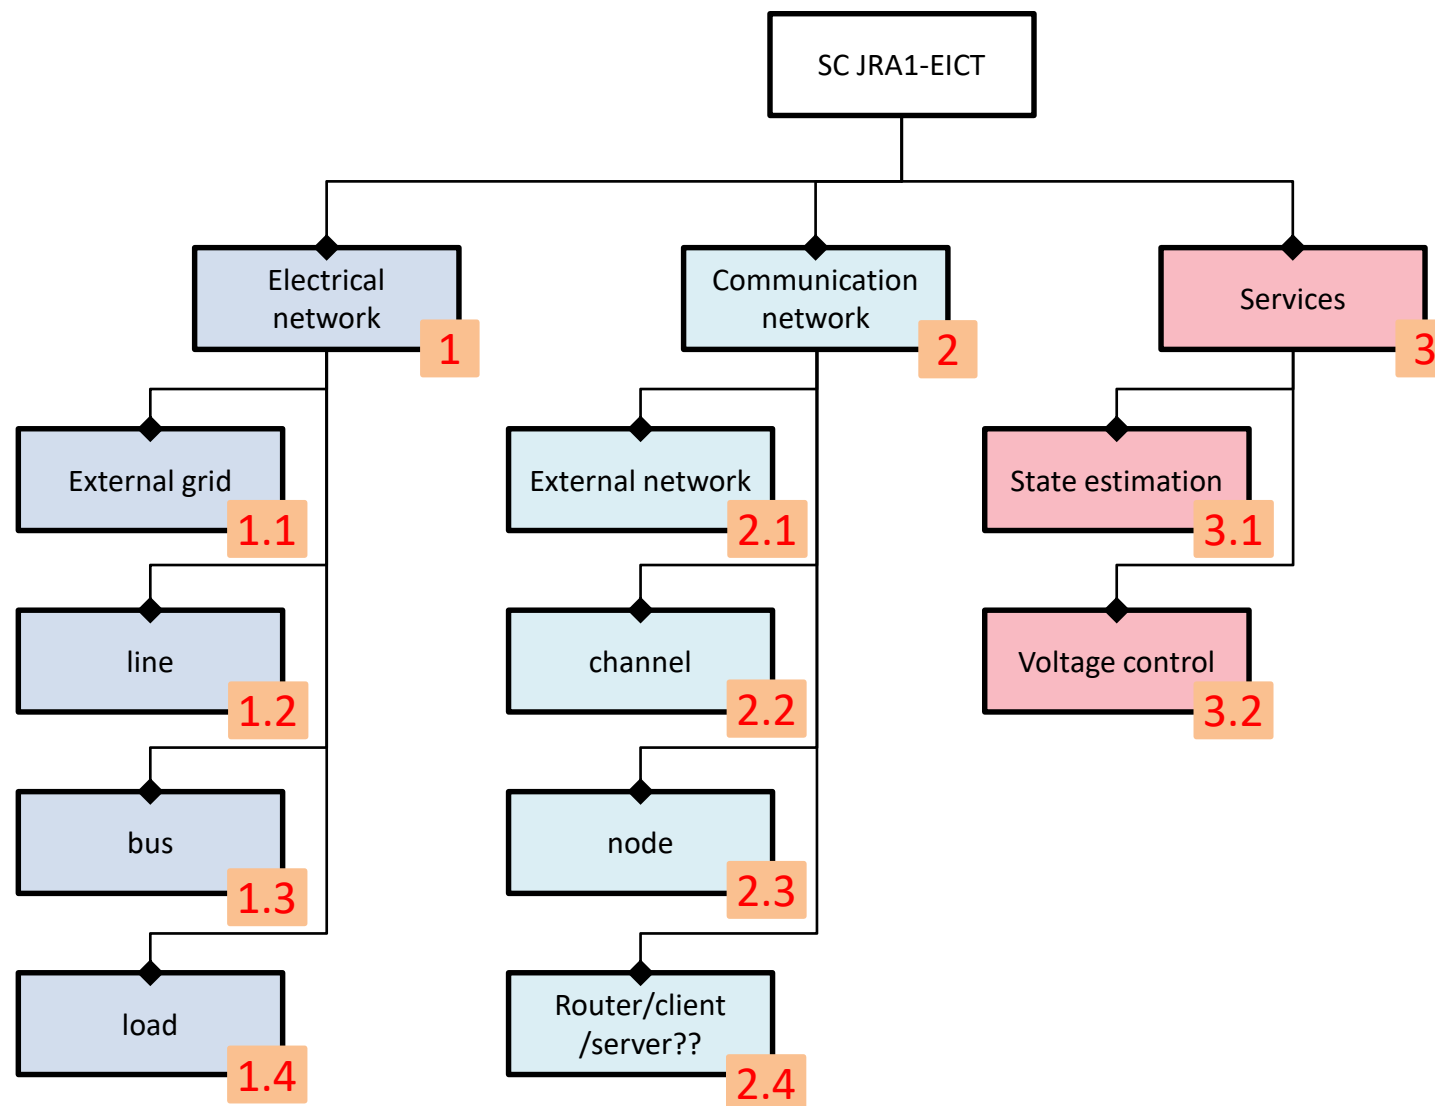 SC JRA1-EICT
Electrical
network
1
Communication
network
2
Services
3
External grid
1.1
External network
2.1
State estimation
3.1
line
1.2
channel
2.2
Voltage control
3.2
bus
1.3
node
2.3
load
1.4
Router/client
/server??
2.4